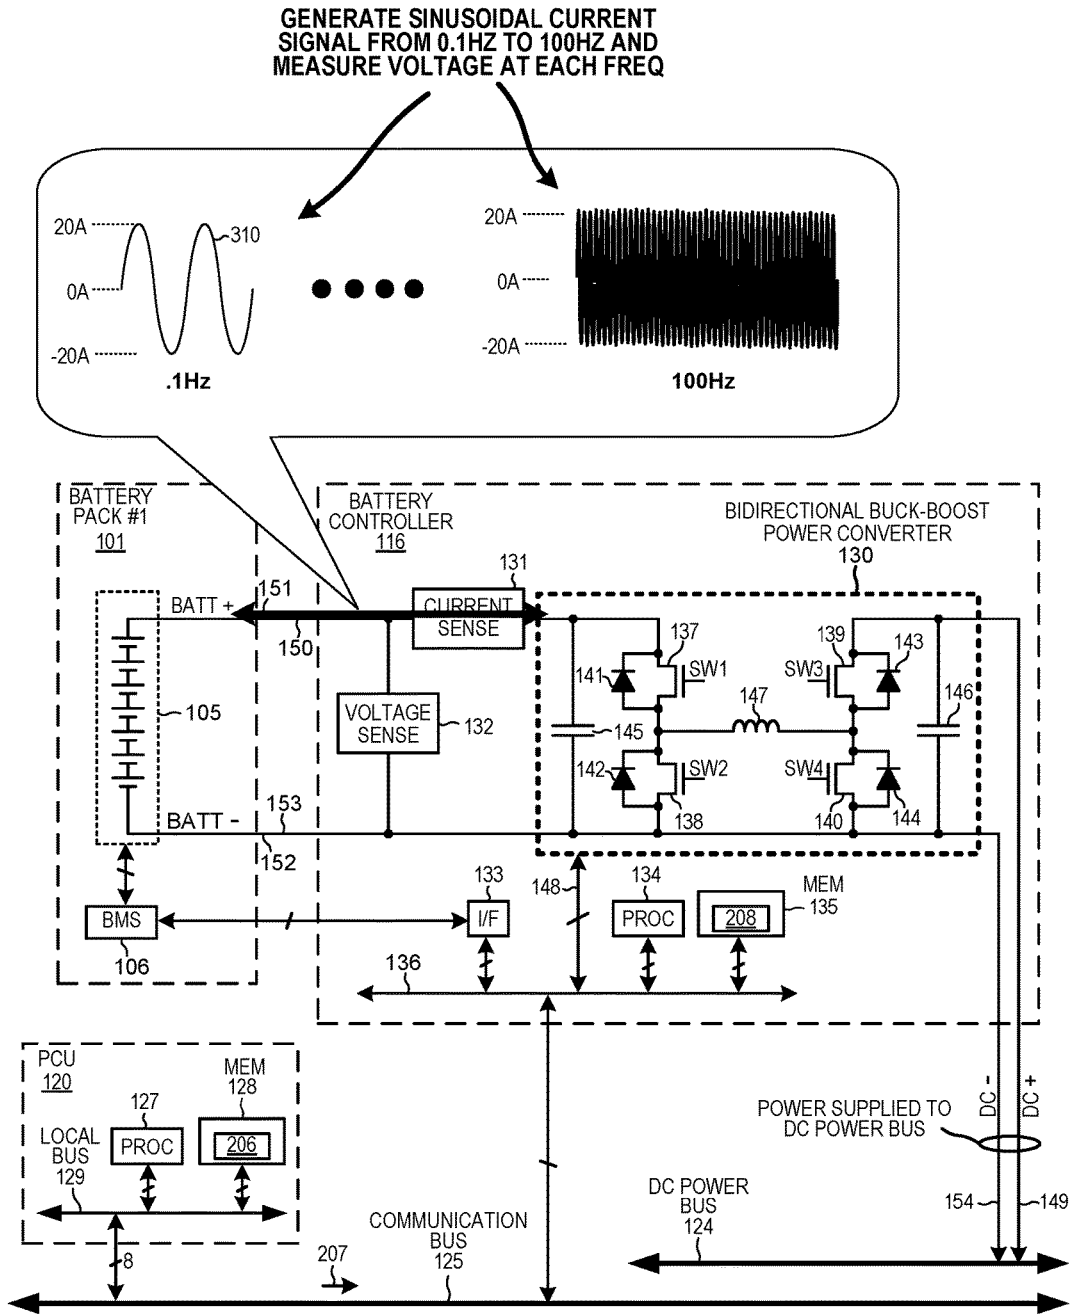 GENERATE SINUSOIDAL CURRENT
SIGNAL FROM 0.1HZ TO 100HZ AND
MEASURE VOLTAGE AT EACH FREQ
20A
310
0A
-20A
.1Hz
20A
0A
-20A
100Hz
BATTERY
PACK #1
101
BATTERY
CONTROLLER
116
BIDIRECTIONAL BUCK-BOOST
POWER CONVERTER
130
131
CURRENT
SENSE
BATT +
151
150
105
VOLTAGE
SENSE
132
137
SW1
141
139
SW3
143
147
145
146
142
SW2
138
SW4
140
144
BATT -
153
152
BMS
106
133
I/F
148
134
PROC
MEM
135
208
136
PCU
120
127
PROC
MEM
128
206
LOCAL
BUS
129
8
207
COMMUNICATION
BUS
125
DC -
DC +
POWER SUPPLIED TO
DC POWER BUS
154
149
DC POWER
BUS
124